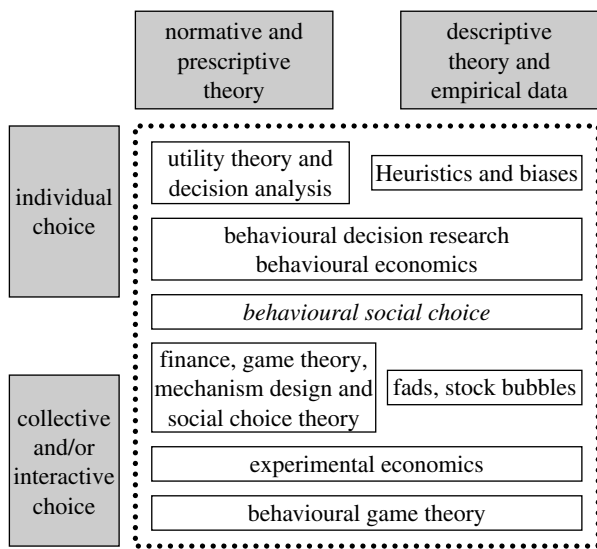 normative and
prescriptive
theory
descriptive
theory and
empirical data
individual
choice
utility theory and
decision analysis
Heuristics and biases
behavioural decision research
behavioural economics
behavioural social choice
collective
and/or
interactive
choice
finance, game theory,
mechanism design and
social choice theory
fads, stock bubbles
experimental economics
behavioural game theory